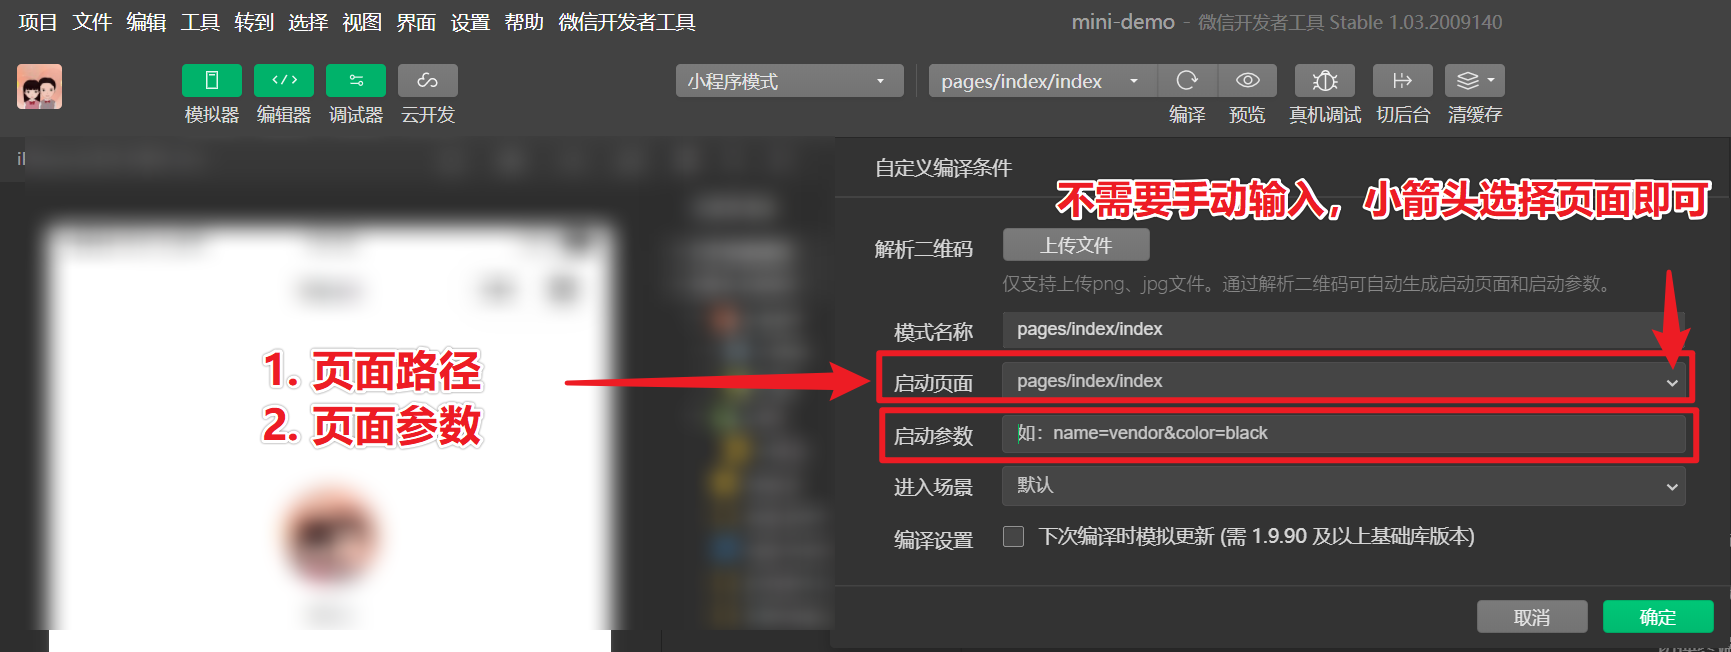 项目 文件 编辑 工具 转到 选择 视图 界面 设置 帮助 微信开发者工具
mini-demo - 微信开发者工具 Stable 1.03.2009140
小程序模式
pages/index/index
模拟器 编辑器 调试器 云开发
编译 预览 真机调试 切后台 清缓存
自定义编译条件
不需要手动输入，小箭头选择页面即可
解析二维码 上传文件
仅支持上传png、jpg文件。通过解析二维码可自动生成启动页面和启动参数。
模式名称 pages/index/index
1. 页面路径
2. 页面参数
启动页面 pages/index/index
启动参数 如：name=vendor&color=black
进入场景 默认
编译设置 下次编译时模拟更新 (需 1.9.90 及以上基础库版本)
取消 确定